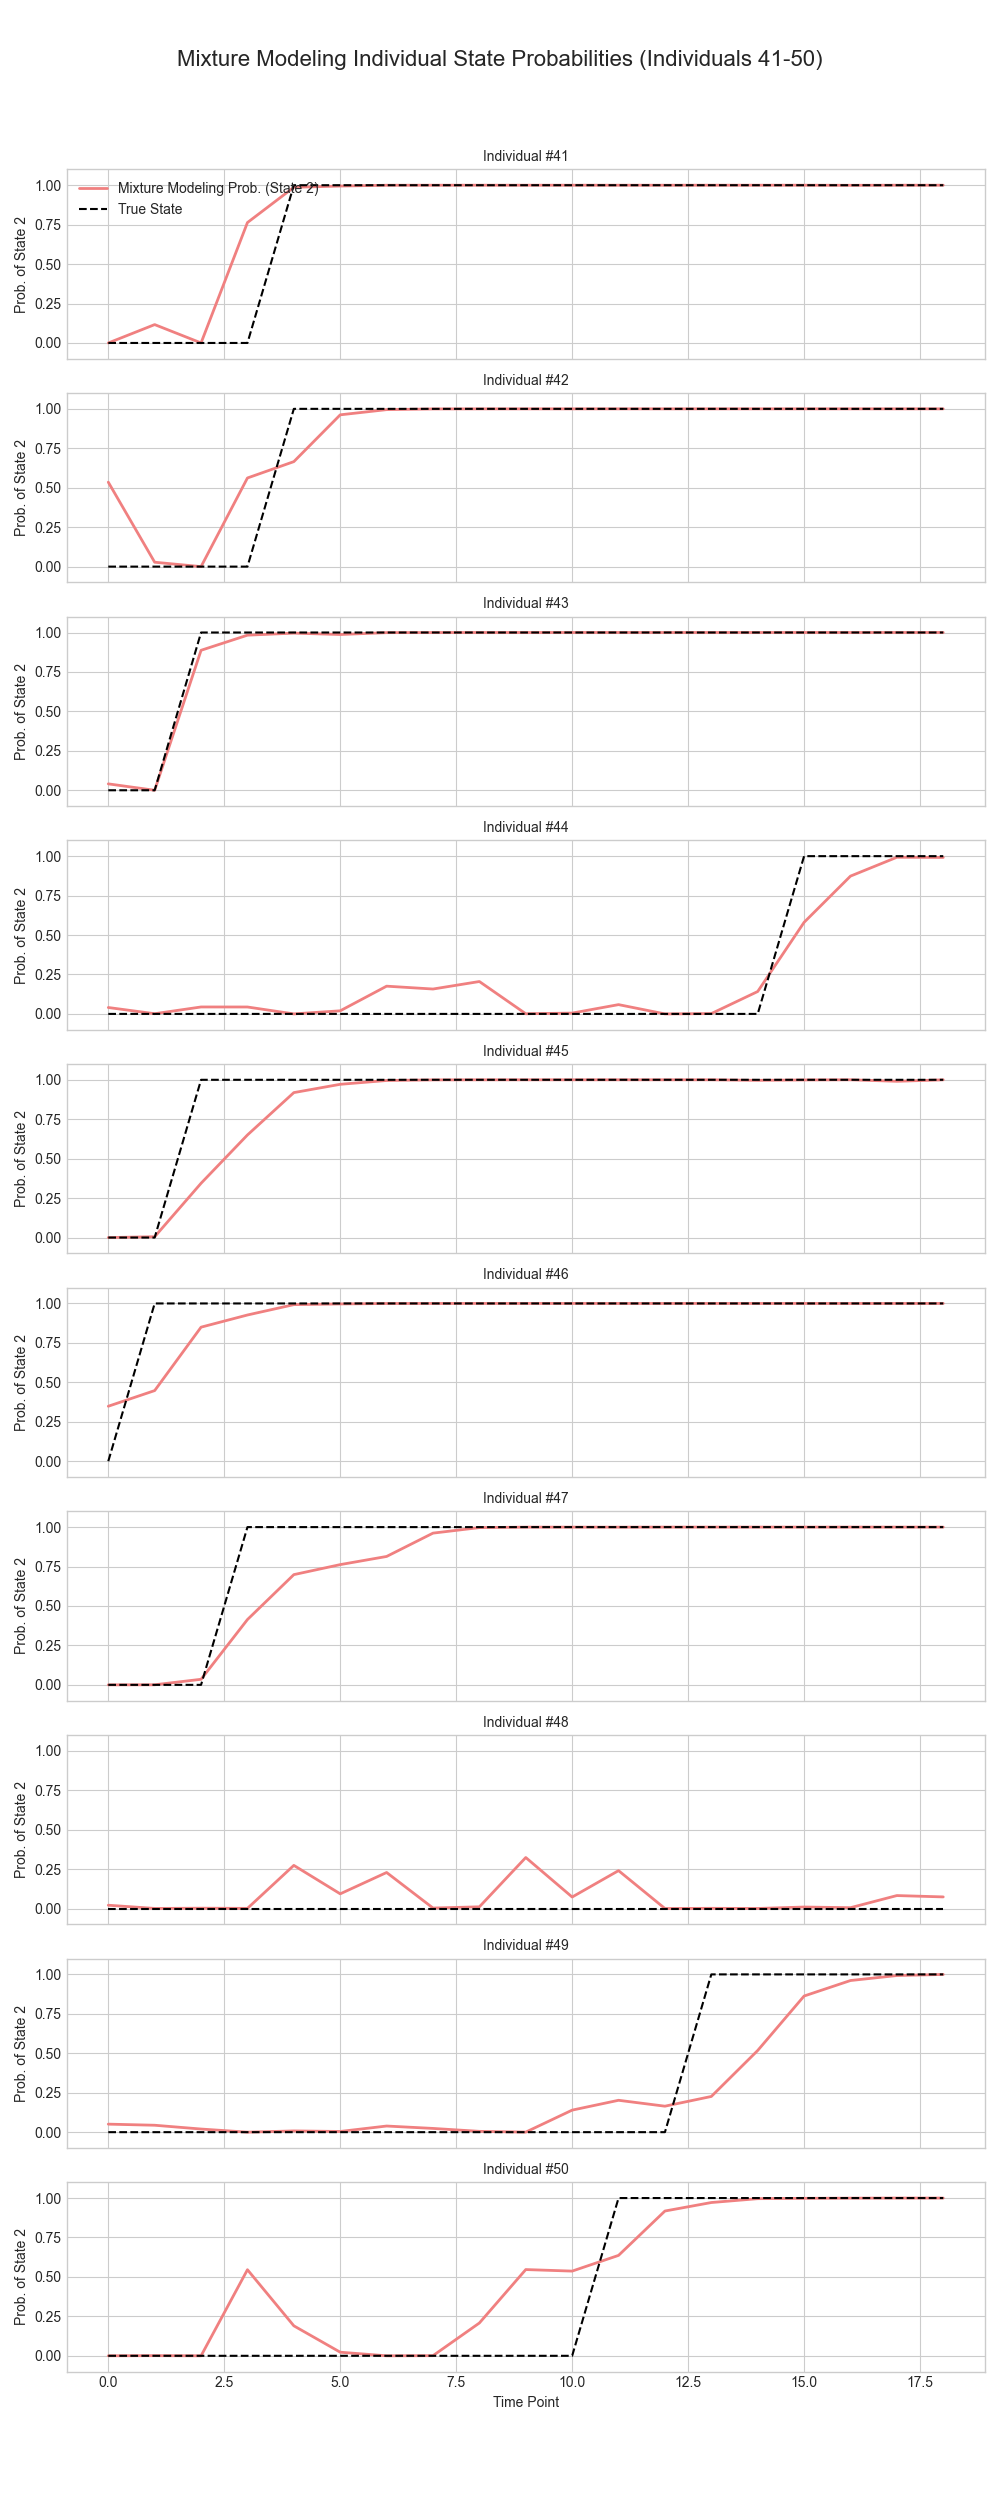 Mixture Modeling Individual State Probabilities (Individuals 41-50)
Individual #41
Mixture Modeling Prob. (State 2)
True State
Prob. of State 2
1.00
0.75
0.50
0.25
0.00
Individual #42
Prob. of State 2
1.00
0.75
0.50
0.25
0.00
Individual #43
Prob. of State 2
1.00
0.75
0.50
0.25
0.00
Individual #44
Prob. of State 2
1.00
0.75
0.50
0.25
0.00
Individual #45
Prob. of State 2
1.00
0.75
0.50
0.25
0.00
Individual #46
Prob. of State 2
1.00
0.75
0.50
0.25
0.00
Individual #47
Prob. of State 2
1.00
0.75
0.50
0.25
0.00
Individual #48
Prob. of State 2
1.00
0.75
0.50
0.25
0.00
Individual #49
Prob. of State 2
1.00
0.75
0.50
0.25
0.00
Individual #50
Prob. of State 2
1.00
0.75
0.50
0.25
0.00
0.0 2.5 5.0 7.5 10.0 12.5 15.0 17.5
Time Point